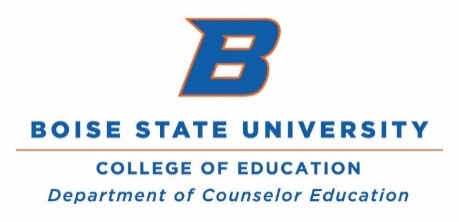 B
BOISE STATE UNIVERSITY
COLLEGE OF EDUCATION
Department of Counselor Education